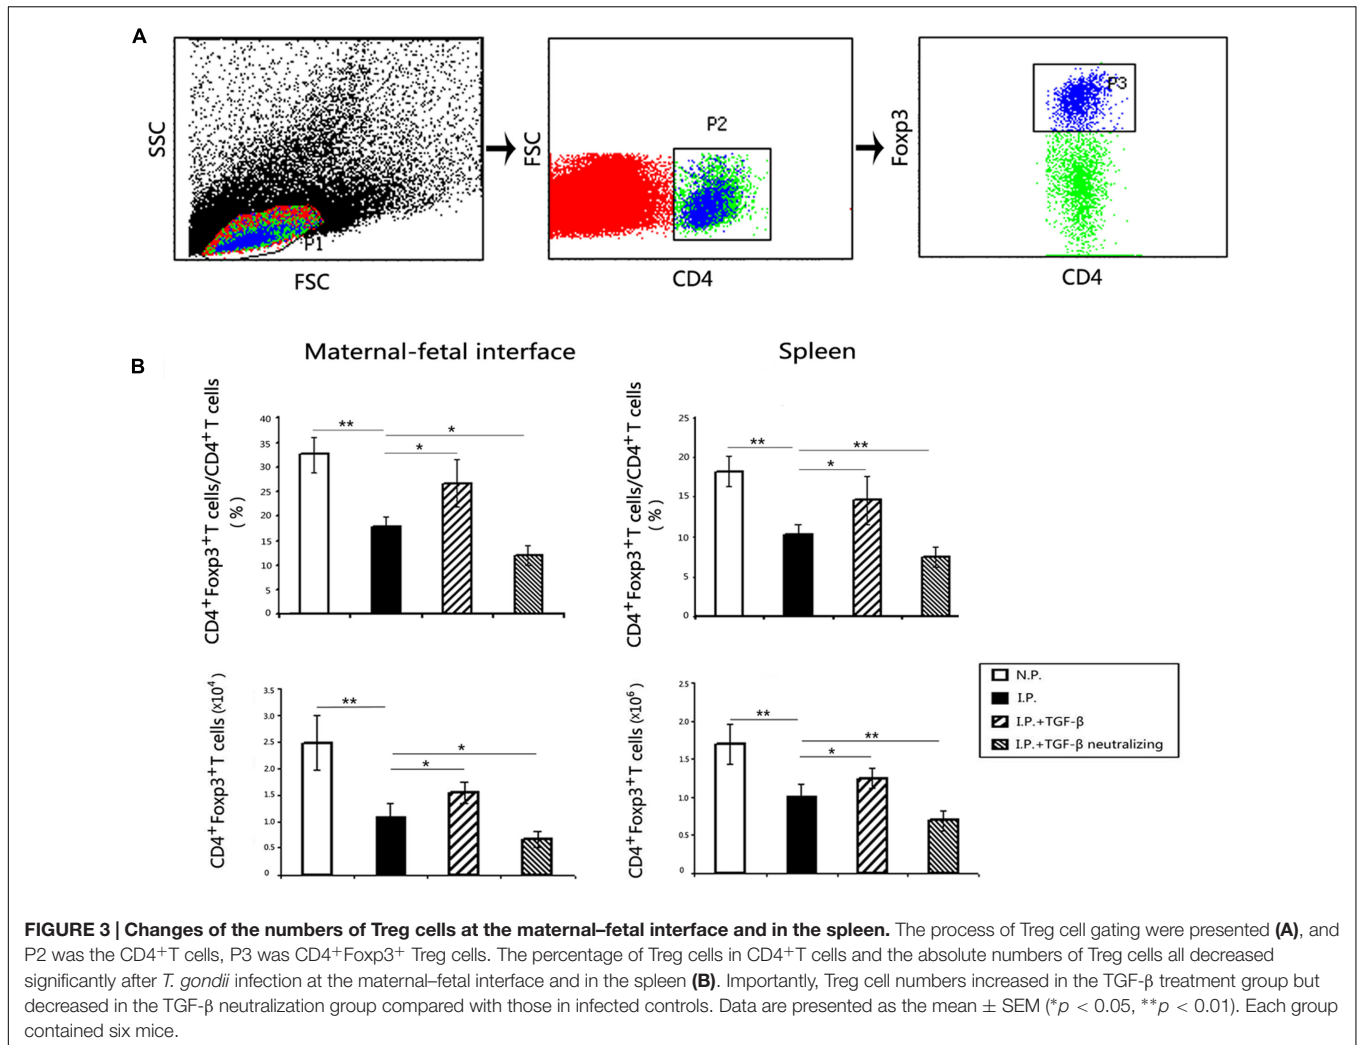 A
SSC
P1
FSC
FSC
P2
CD4
Foxp3
P3
CD4
B
Maternal-fetal interface
Spleen
CD4+Foxp3+T cells/CD4+T cells
(%)
40
35
30
25
20
15
10
5
0
**
*
*
CD4+Foxp3+T cells/CD4+T cells
(%)
25
20
15
10
5
0
**
**
*
CD4+Foxp3+T cells (x10⁴)
3.5
3.0
2.5
2.0
1.5
1.0
0.5
0
**
*
*
CD4+Foxp3+T cells (x10⁶)
2.5
2.0
1.5
1.0
0.5
0
**
**
*
N.P.
I.P.
I.P.+TGF-β
I.P.+TGF-β neutralizing
FIGURE 3 | Changes of the numbers of Treg cells at the maternal–fetal interface and in the spleen. The process of Treg cell gating were presented (A), and
P2 was the CD4+T cells, P3 was CD4+Foxp3+ Treg cells. The percentage of Treg cells in CD4+T cells and the absolute numbers of Treg cells all decreased
significantly after T. gondii infection at the maternal–fetal interface and in the spleen (B). Importantly, Treg cell numbers increased in the TGF-β treatment group but
decreased in the TGF-β neutralization group compared with those in infected controls. Data are presented as the mean ± SEM (*p < 0.05, **p < 0.01). Each group
contained six mice.